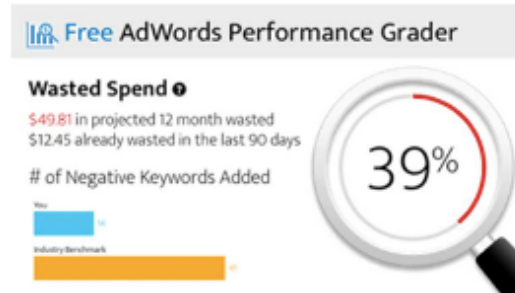 Free AdWords Performance Grader
Wasted Spend ?
$49.81 in projected 12 month wasted
$12.45 already wasted in the last 90 days
39%
# of Negative Keywords Added
You
Industry Benchmark